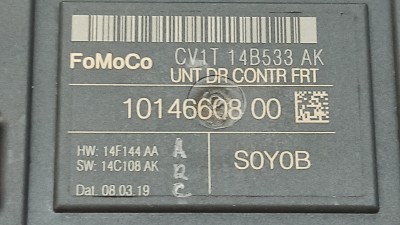 FoMoCo CV1T 14B533 AK
UNT DR CONTR FRT
10146608 00
HW: 14F144 AA A
SW: 14C108 AK B
Dat. 08.03.19 C
S0Y0B